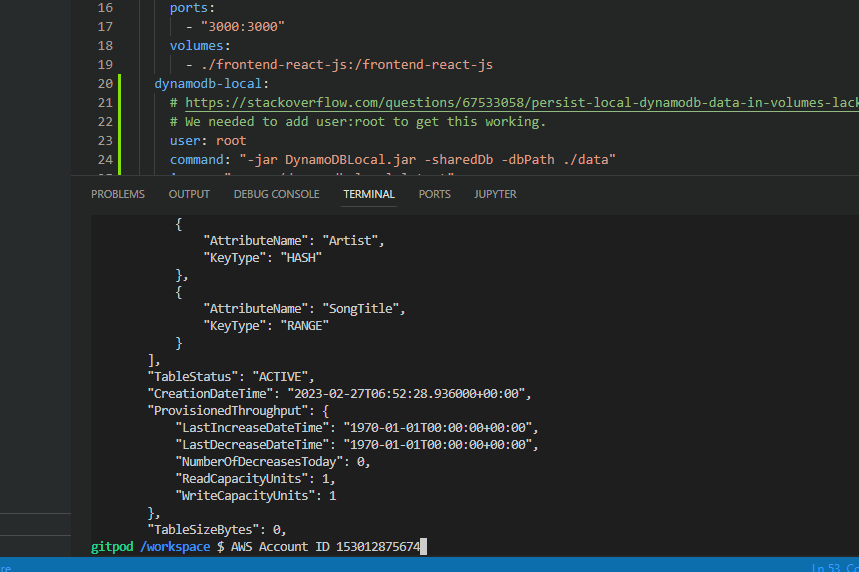 16 ports:
17 - "3000:3000"
18 volumes:
19 - ./frontend-react-js:/frontend-react-js
20 dynamodb-local:
21 # https://stackoverflow.com/questions/67533058/persist-local-dynamodb-data-in-volumes-lack
22 # We needed to add user:root to get this working.
23 user: root
24 command: "-jar DynamoDBLocal.jar -sharedDb -dbPath ./data"
PROBLEMS OUTPUT DEBUG CONSOLE TERMINAL PORTS JUPYTER
{
"AttributeName": "Artist",
"KeyType": "HASH"
},
{
"AttributeName": "SongTitle",
"KeyType": "RANGE"
}
],
"TableStatus": "ACTIVE",
"CreationDateTime": "2023-02-27T06:52:28.936000+00:00",
"ProvisionedThroughput": {
"LastIncreaseDateTime": "1970-01-01T00:00:00+00:00",
"LastDecreaseDateTime": "1970-01-01T00:00:00+00:00",
"NumberOfDecreasesToday": 0,
"ReadCapacityUnits": 1,
"WriteCapacityUnits": 1
},
"TableSizeBytes": 0,
gitpod /workspace $ AWS Account ID 153012875674
re Ln 53, Co